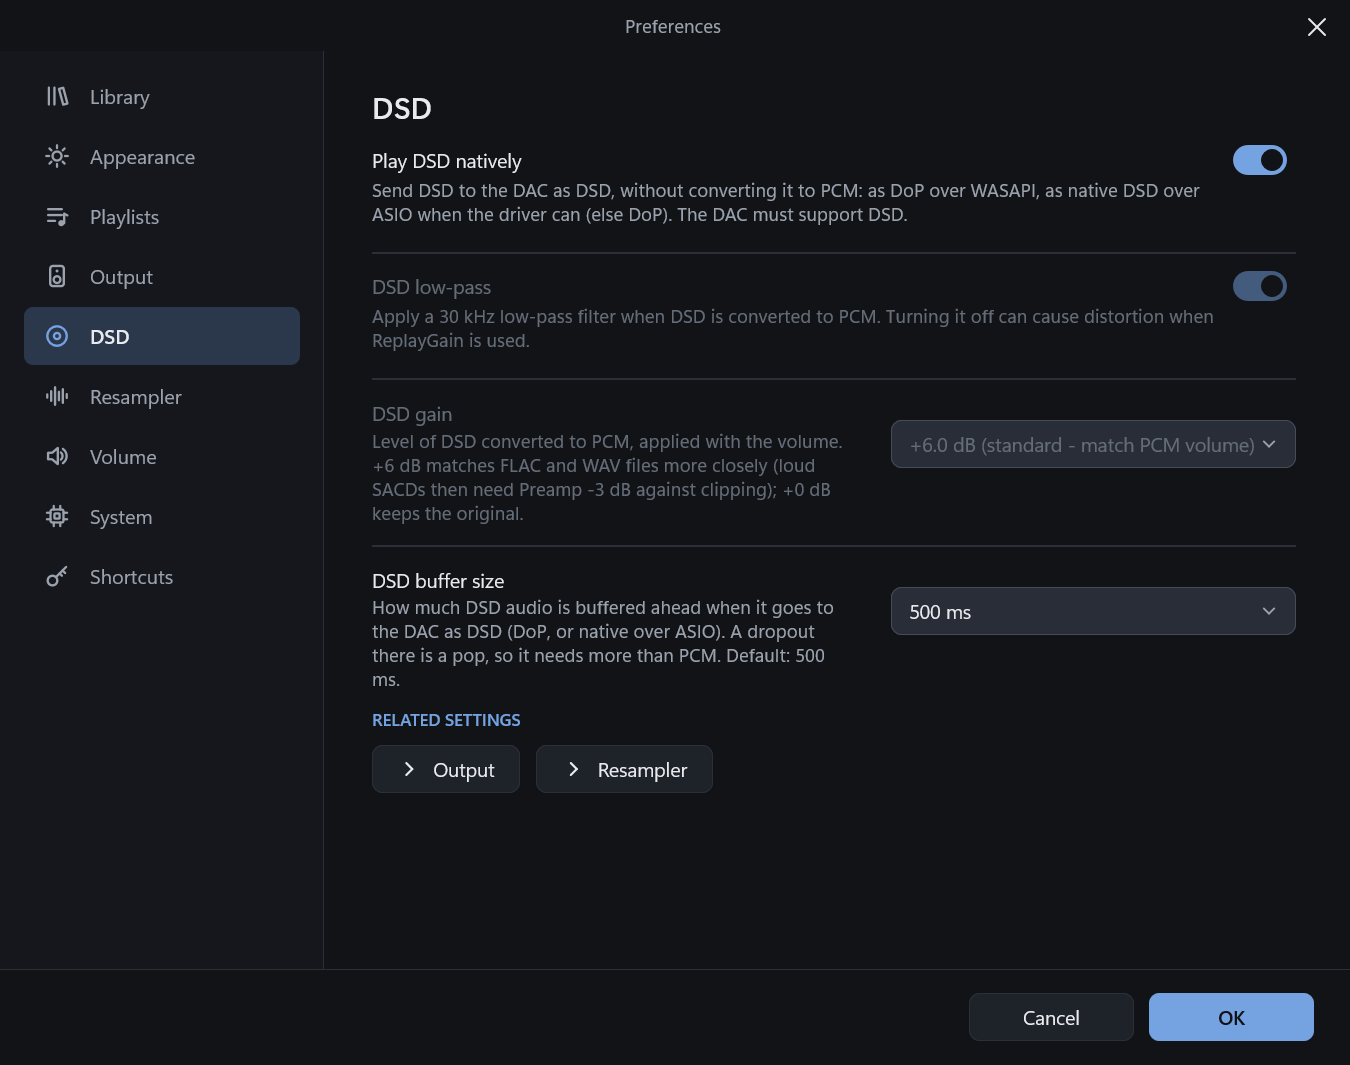 Preferences
Library
Appearance
Playlists
Output
DSD
Resampler
Volume
System
Shortcuts
DSD
Play DSD natively
Send DSD to the DAC as DSD, without converting it to PCM: as DoP over WASAPI, as native DSD over
ASIO when the driver can (else DoP). The DAC must support DSD.
DSD low-pass
Apply a 30 kHz low-pass filter when DSD is converted to PCM. Turning it off can cause distortion when
ReplayGain is used.
DSD gain
Level of DSD converted to PCM, applied with the volume.
+6 dB matches FLAC and WAV files more closely (loud
SACDs then need Preamp -3 dB against clipping); +0 dB
keeps the original.
+6.0 dB (standard - match PCM volume)
DSD buffer size
How much DSD audio is buffered ahead when it goes to
the DAC as DSD (DoP, or native over ASIO). A dropout
there is a pop, so it needs more than PCM. Default: 500
ms.
500 ms
RELATED SETTINGS
Output
Resampler
Cancel
OK